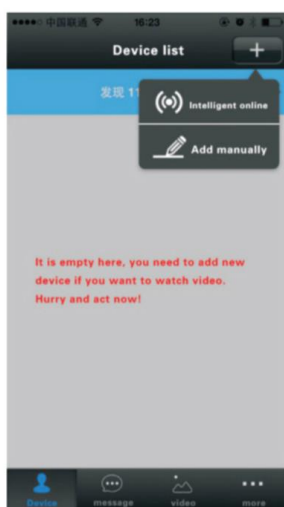 中国联通 16:23
Device list
+
发现 11
Intelligent online
Add manually
It is empty here, you need to add new
device if you want to watch video.
Hurry and act now!
Device message video more